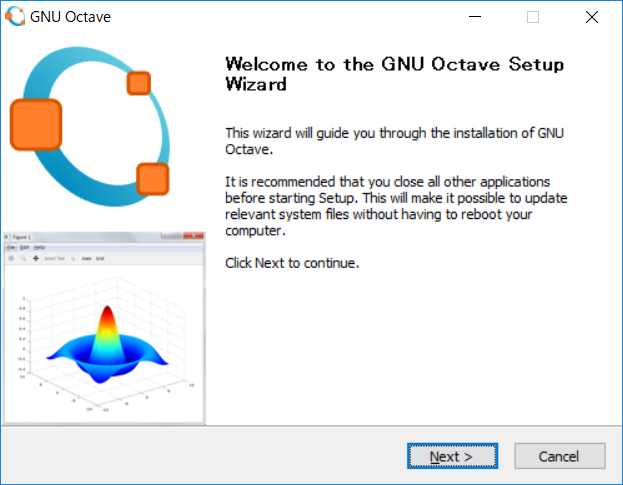 GNU Octave
Welcome to the GNU Octave Setup
Wizard
This wizard will guide you through the installation of GNU
Octave.
It is recommended that you close all other applications
before starting Setup. This will make it possible to update
relevant system files without having to reboot your
computer.
Click Next to continue.
Figure 1
File Edit Help
Insert Text Axes Grid
Next >
Cancel